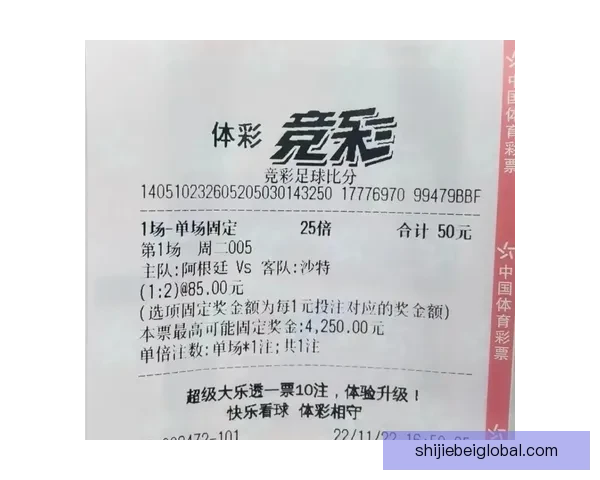 体彩 竞彩
竞彩足球比分
140510232605205030143250 17776970 99479BBF
1场-单场固定 25倍 合计 50元
第1场 周二005
主队:阿根廷 Vs 客队:沙特
(1:2)@85.00元
(选项固定奖金额为每1元投注对应的奖金额)
本票最高可能固定奖金:4,250.00元
单倍注数:单场*1注;共1注
超级大乐透一票10注，体验升级！
快乐看球 体彩相守
-101 22/11/22
中国体育彩票
中国体育彩票
shijiebeiglobal.com